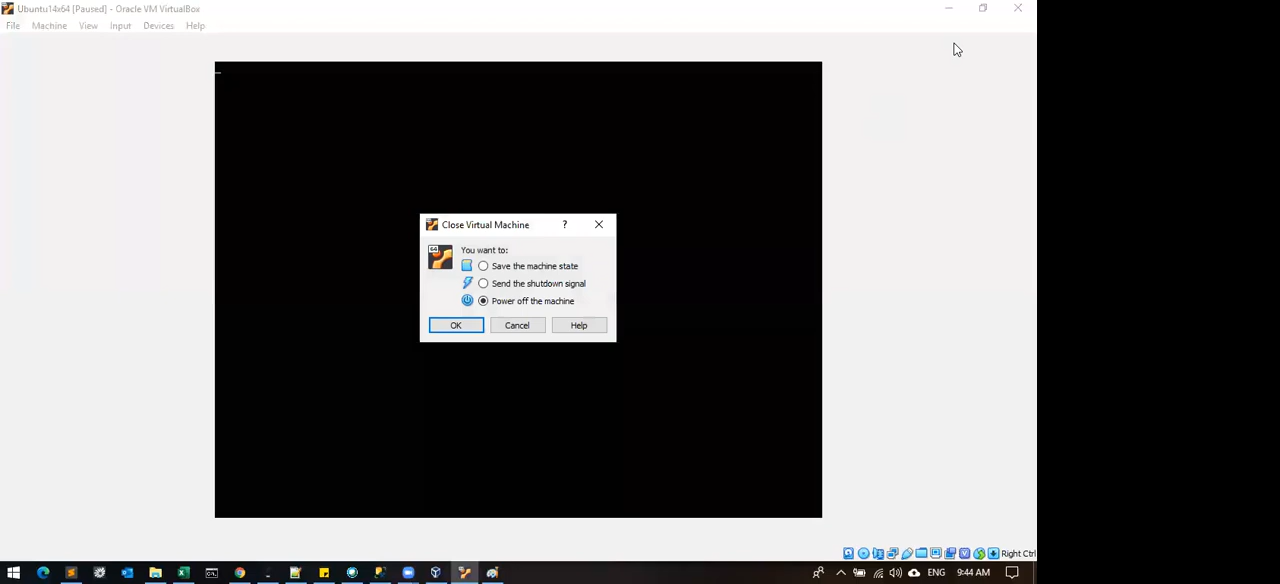 Ubuntu14x64 [Paused] - Oracle VM VirtualBox
File Machine View Input Devices Help
Close Virtual Machine ?
You want to:
Save the machine state
Send the shutdown signal
Power off the machine
OK Cancel Help
Right Ctrl
ENG 9:44 AM